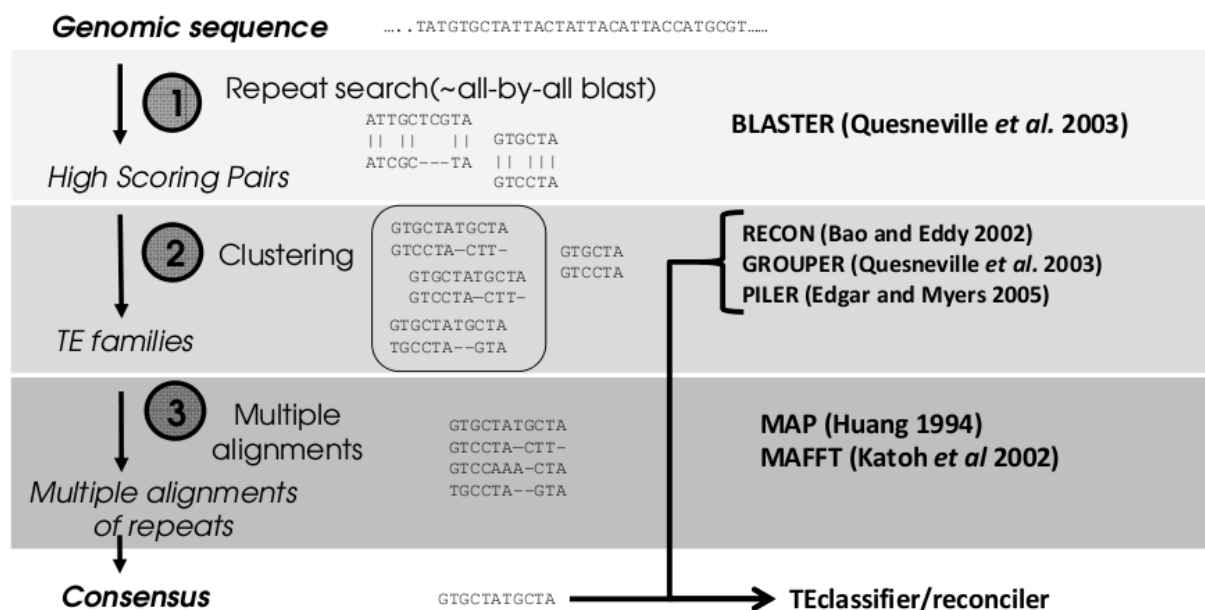 Genomic sequence
…..TATGTGCTATTACTATTACATTACCATGCGT……
1
Repeat search(~all-by-all blast)
ATTGCTCGTA
|| || ||
ATCGC---TA
GTGCTA
|| |||
GTCCTA
BLASTER (Quesneville et al. 2003)
High Scoring Pairs
2
Clustering
GTGCTATGCTA
GTCCTA—CTT-
GTGCTATGCTA
GTCCTA—CTT-
GTGCTATGCTA
TGCCTA--GTA
GTGCTA
GTCCTA
RECON (Bao and Eddy 2002)
GROUPER (Quesneville et al. 2003)
PILER (Edgar and Myers 2005)
TE families
3
Multiple
alignments
GTGCTATGCTA
GTCCTA—CTT-
GTCCAAA-CTA
TGCCTA--GTA
MAP (Huang 1994)
MAFFT (Katoh et al 2002)
Multiple alignments
of repeats
Consensus
GTGCTATGCTA
TEclassifier/reconciler